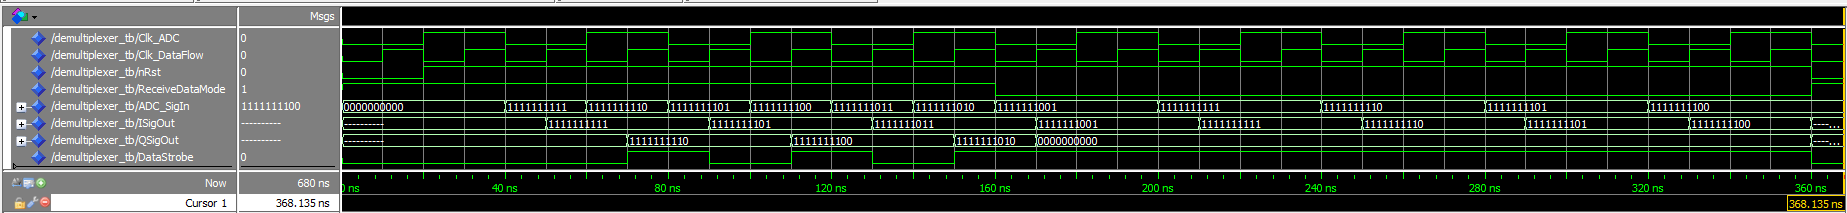 Msgs
/demultiplexer_tb/Clk_ADC 0
/demultiplexer_tb/Clk_DataFlow 0
/demultiplexer_tb/nRst 0
/demultiplexer_tb/ReceiveDataMode 1
/demultiplexer_tb/ADC_SigIn 1111111100 0000000000 1111111111 1111111110 1111111101 1111111100 1111111011 1111111010 1111111001 1111111111 1111111110 1111111101 1111111100
/demultiplexer_tb/ISigOut ---------- ---------- 1111111111 1111111101 1111111011 1111111001 1111111111 1111111110 1111111101 1111111100 ----...
/demultiplexer_tb/QSigOut ---------- ---------- 1111111110 1111111100 1111111010 0000000000 ----...
/demultiplexer_tb/DataStrobe 0
Now 680 ns 0 ns 40 ns 80 ns 120 ns 160 ns 200 ns 240 ns 280 ns 320 ns 360 ns
Cursor 1 368.135 ns 368.135 ns